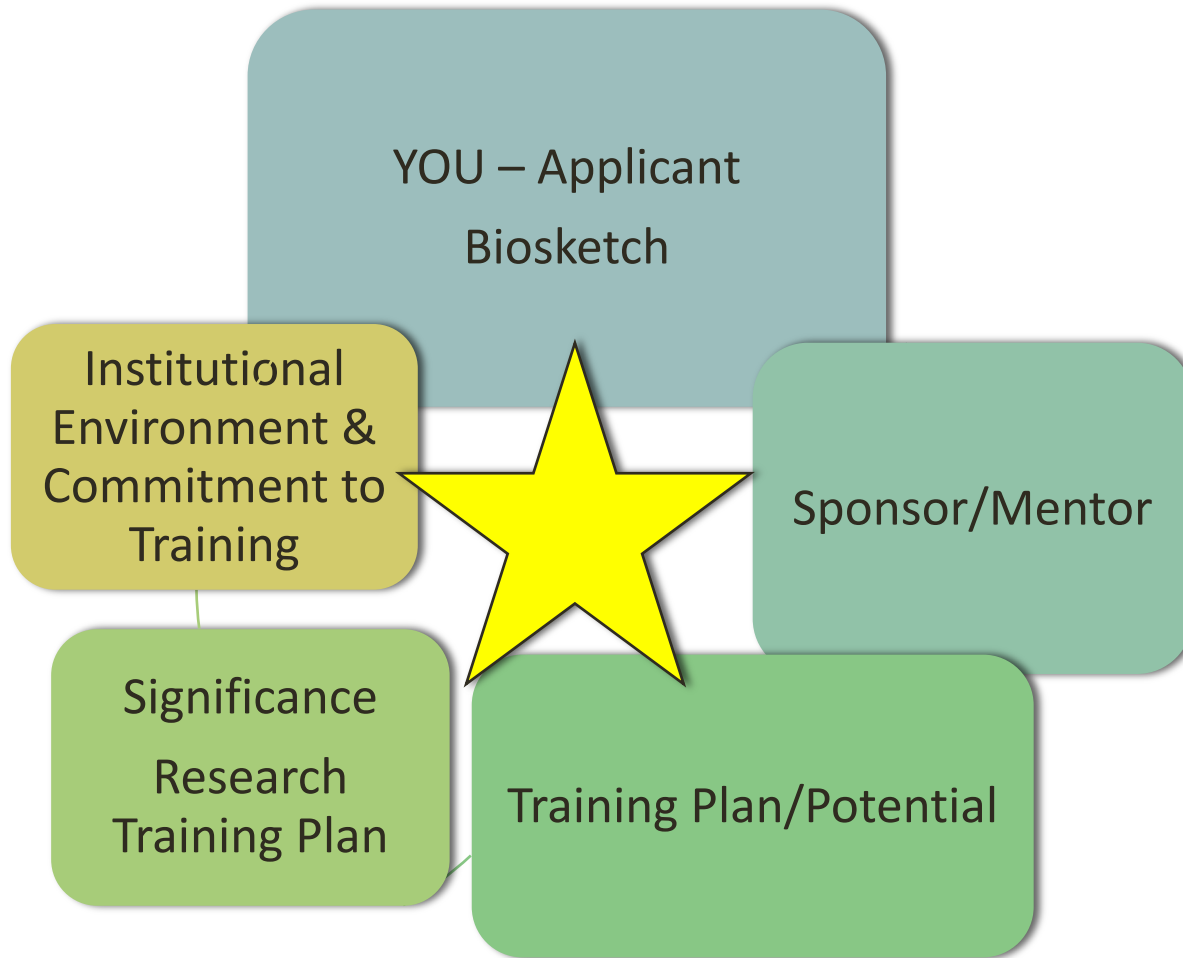 YOU – Applicant
Biosketch
Institutional
Environment &
Commitment to
Training
Sponsor/Mentor
Significance
Research
Training Plan
Training Plan/Potential